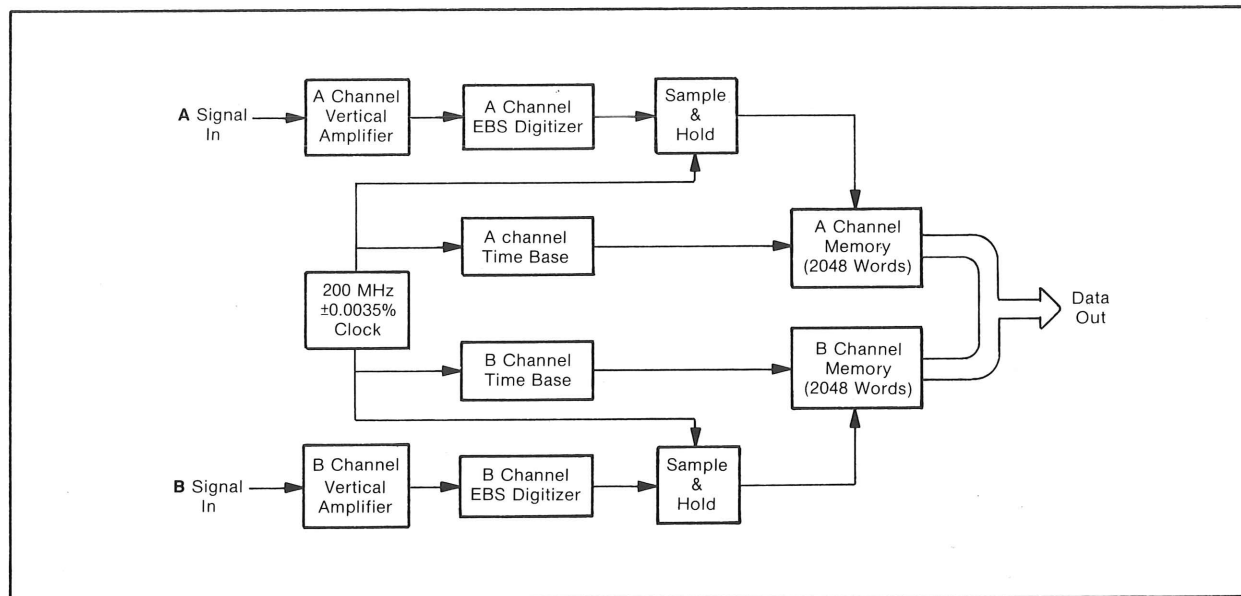 A Signal
In
A Channel
Vertical
Amplifier
A Channel
EBS Digitizer
Sample
&
Hold
A channel
Time Base
A Channel
Memory
(2048 Words)
200 MHz
±0.0035%
Clock
Data
Out
B Channel
Time Base
B Channel
Memory
(2048 Words)
B Signal
In
B Channel
Vertical
Amplifier
B Channel
EBS Digitizer
Sample
&
Hold